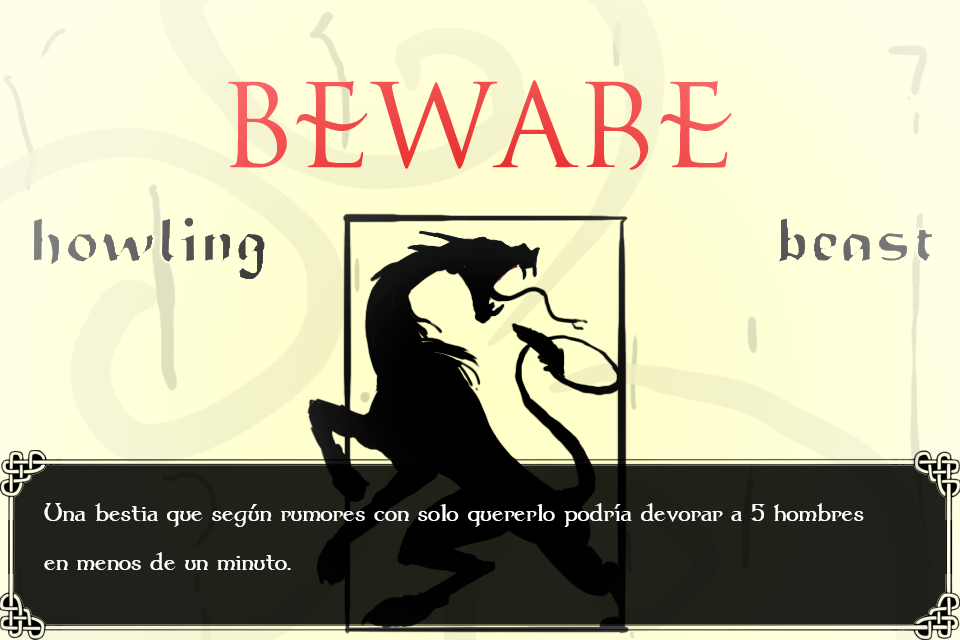 BEWARE
howling beast
Una bestia que según rumores con solo quererlo podría devorar a 5 hombres
en menos de un minuto.